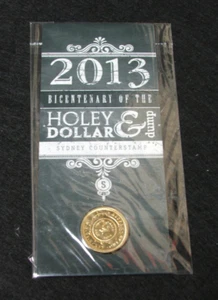 2013
BICENTENARY OF THE
HOLEY
DOLLAR & dump
SYDNEY COUNTERSTAMP
S